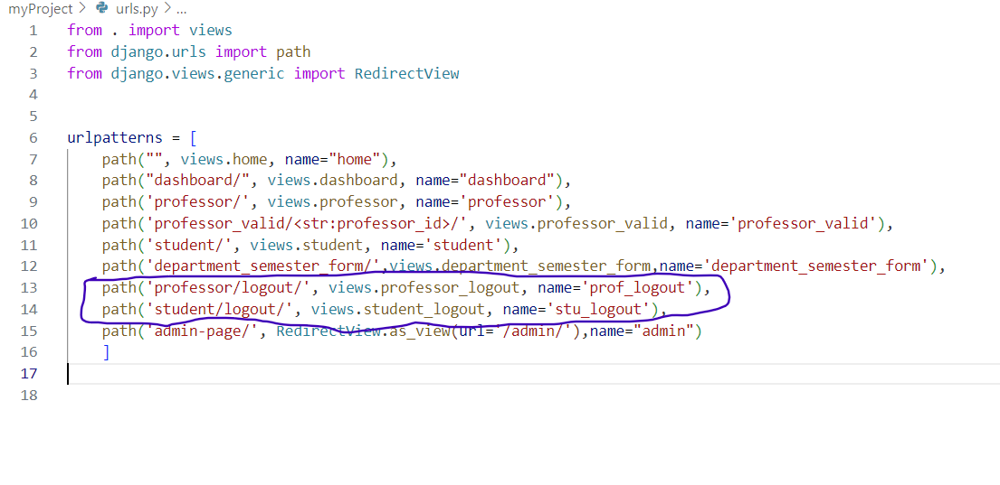 myProject > urls.py > ...
1 from . import views
2 from django.urls import path
3 from django.views.generic import RedirectView
4
5
6 urlpatterns = [
7 path("", views.home, name="home"),
8 path("dashboard/", views.dashboard, name="dashboard"),
9 path('professor/', views.professor, name='professor'),
10 path('professor_valid/<str:professor_id>/', views.professor_valid, name='professor_valid'),
11 path('student/', views.student, name='student'),
12 path('department_semester_form/',views.department_semester_form,name='department_semester_form'),
13 path('professor/logout/', views.professor_logout, name='prof_logout'),
14 path('student/logout/', views.student_logout, name='stu_logout'),
15 path('admin-page/', RedirectView.as_view(url='/admin/'),name="admin")
16 ]
17
18